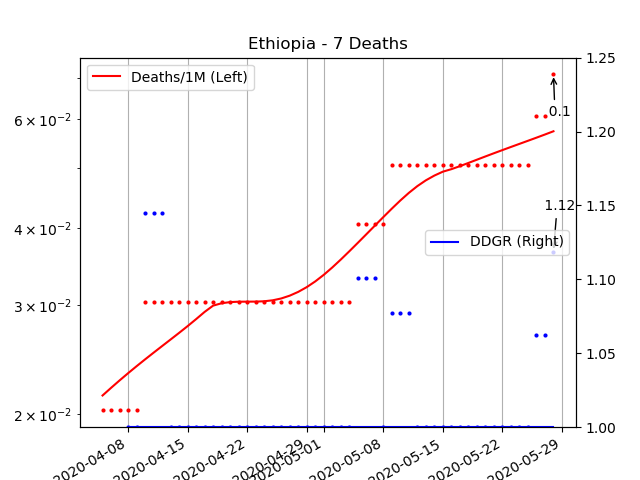 Ethiopia - 7 Deaths
Deaths/1M (Left)
6 × 10⁻²
4 × 10⁻²
3 × 10⁻²
2 × 10⁻²
1.25
1.20
1.15
1.10
1.05
1.00
0.1
1.12
DDGR (Right)
2020-04-08
2020-04-15
2020-04-22
2020-04-29
2020-05-01
2020-05-08
2020-05-15
2020-05-22
2020-05-29